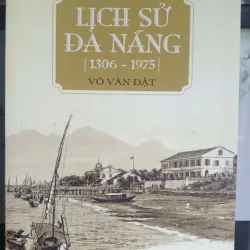 LỊCH SỬ
ĐÀ NẴNG
| 1306 - 1975 |
VÕ VĂN DẬT